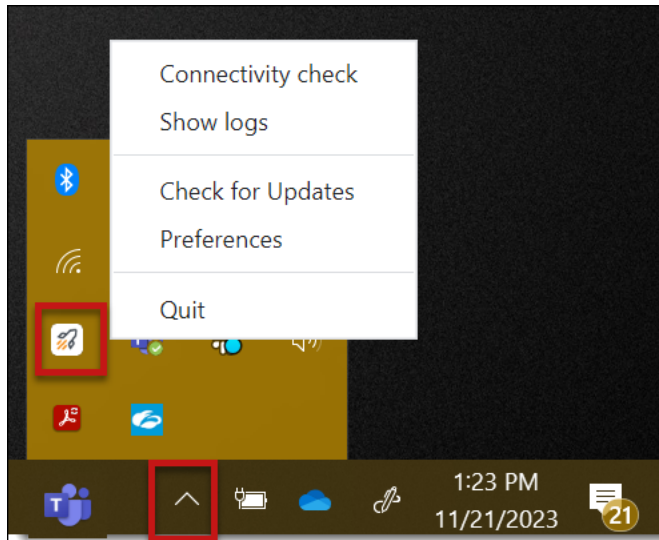 Connectivity check
Show logs
Check for Updates
Preferences
Quit
T
1:23 PM
11/21/2023
21